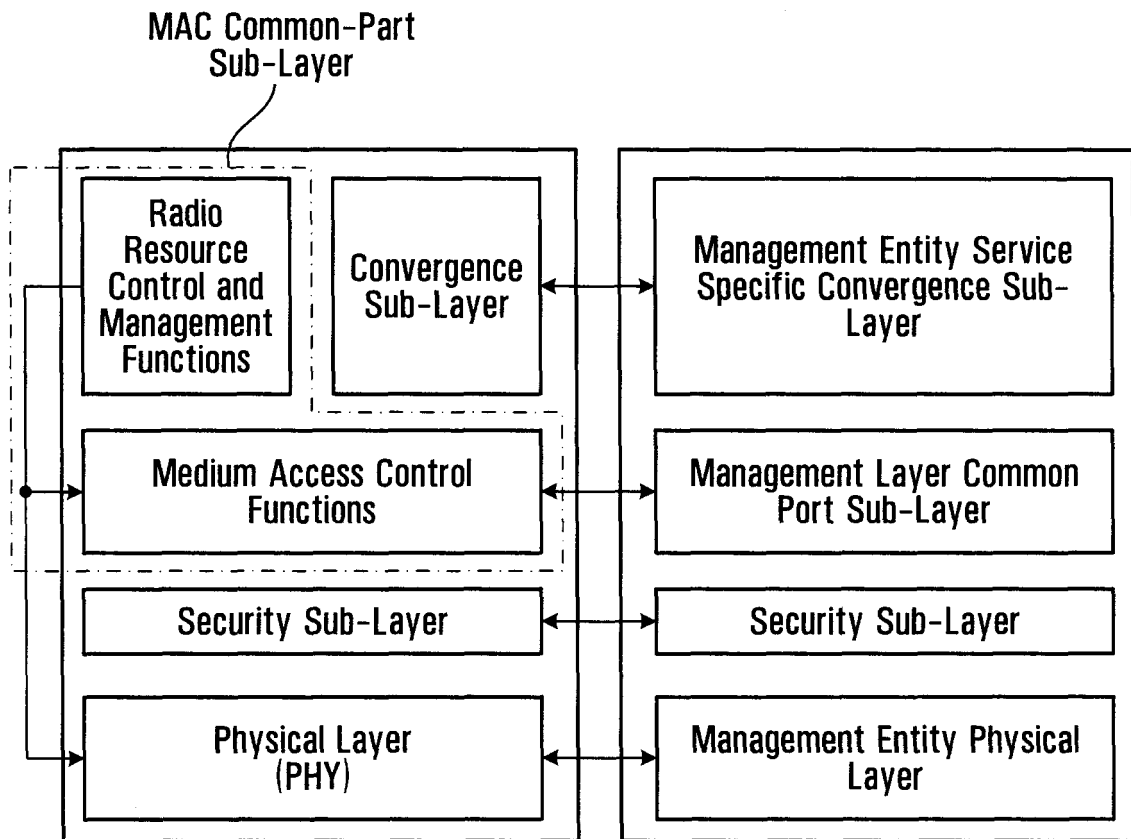 MAC Common-Part
Sub-Layer
Radio
Resource
Control and
Management
Functions
Convergence
Sub-Layer
Management Entity Service
Specific Convergence Sub-
Layer
Medium Access Control
Functions
Management Layer Common
Port Sub-Layer
Security Sub-Layer
Security Sub-Layer
Physical Layer
(PHY)
Management Entity Physical
Layer